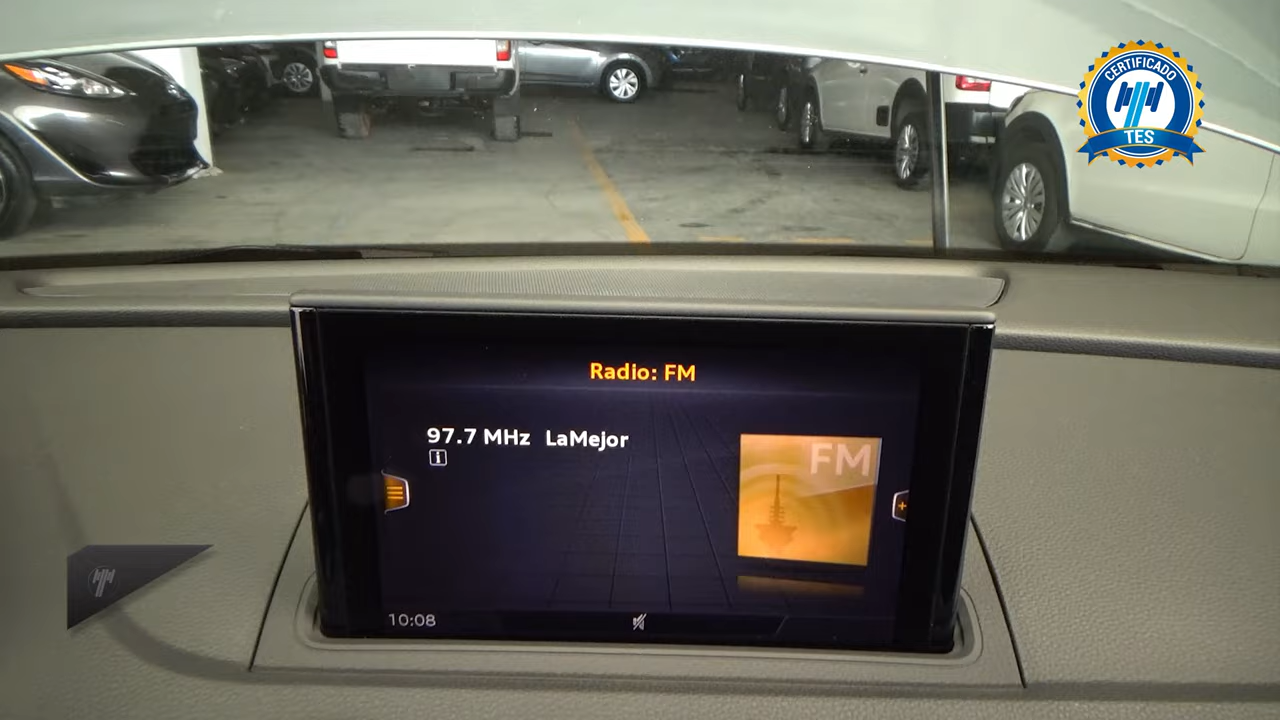 CERTIFICADO
TES
Radio: FM
97.7 MHz LaMejor
i
FM
10:08